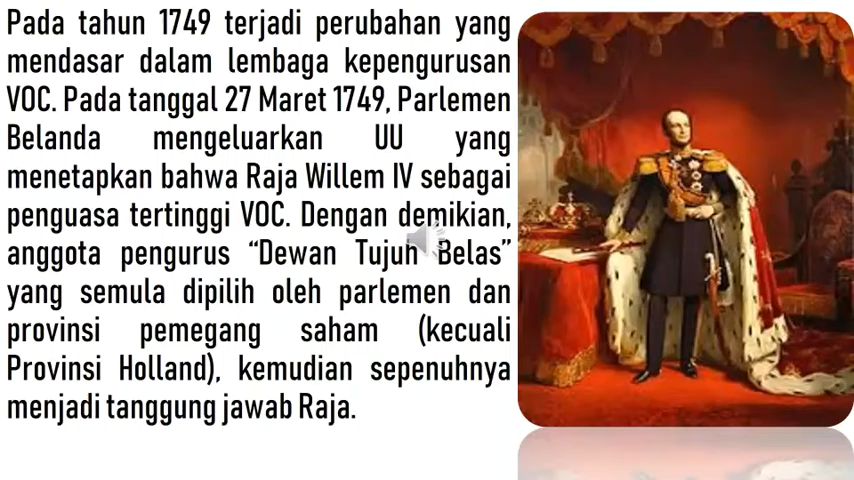 Pada tahun 1749 terjadi perubahan yang
mendasar dalam lembaga kepengurusan
VOC. Pada tanggal 27 Maret 1749, Parlemen
Belanda mengeluarkan UU yang
menetapkan bahwa Raja Willem IV sebagai
penguasa tertinggi VOC. Dengan demikian,
anggota pengurus “Dewan Tujuh Belas”
yang semula dipilih oleh parlemen dan
provinsi pemegang saham (kecuali
Provinsi Holland), kemudian sepenuhnya
menjadi tanggung jawab Raja.